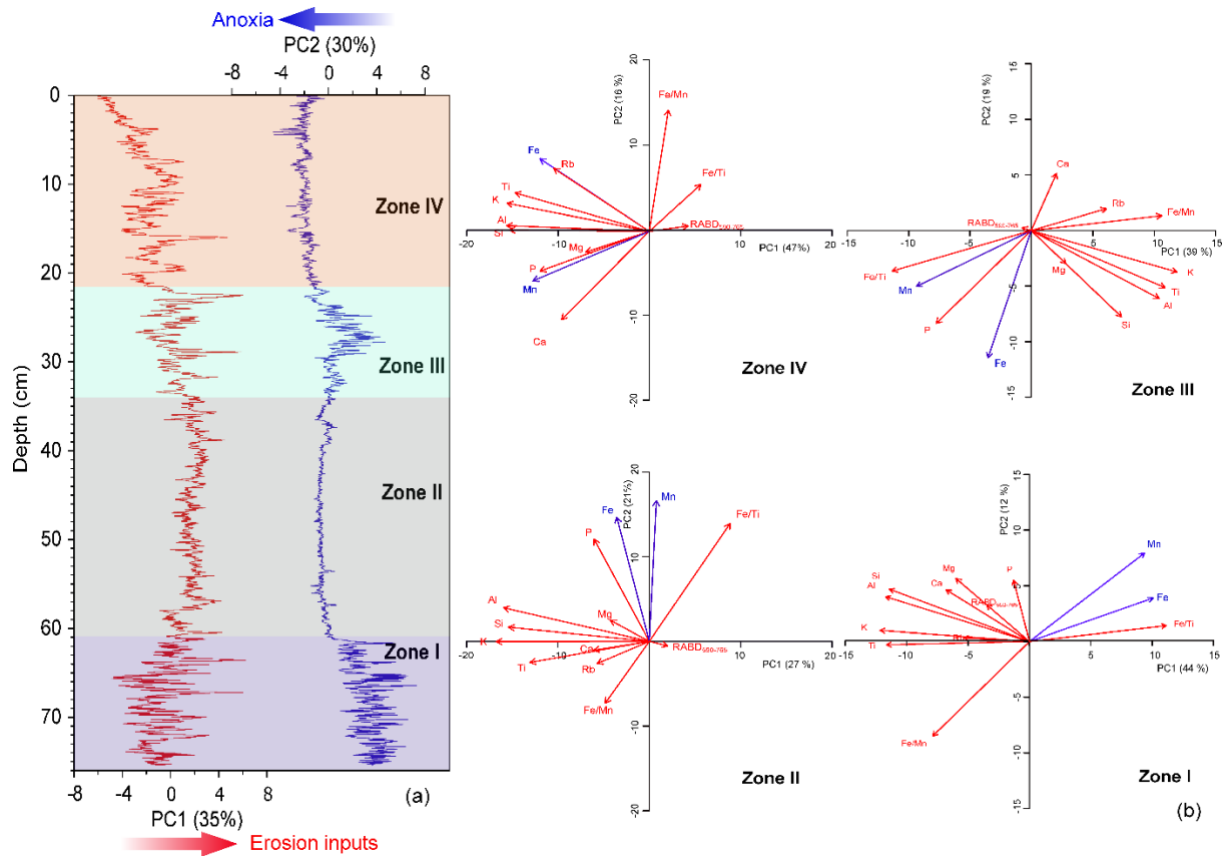 Anoxia
PC2 (30%)
-8 -4 0 4 8
Depth (cm)
0
10
20
30
40
50
60
70
Zone IV
Zone III
Zone II
Zone I
-8 -4 0 4 8
PC1 (35%)
(a)
Erosion inputs
PC2 (16 %)
20
10
-10
-20
-20 -10 10 20
PC1 (47%)
Fe/Mn
Fe
Rb
Fe/Ti
Ti
K
Al
Si
Mg
P
Mn
Ca
Zone IV
PC2 (19 %)
15
10
5
-5
-10
-15
-15 -10 -5 5 10 15
PC1 (39 %)
Ca
Rb
Fe/Mn
Fe/Ti
Mn
P
Fe
Mg
K
Ti
Al
Si
Zone III
PC2 (21%)
20
10
-10
-20
-20 -10 10 20
PC1 (27 %)
Fe
Mn
P
Fe/Ti
Al
Si
Mg
K
Ca
Ti
Rb
Fe/Mn
Zone II
PC2 (12 %)
15
10
5
-5
-10
-15
-15 -10 -5 5 10 15
PC1 (44 %)
Mn
Fe
Fe/Ti
Si
Al
Mg
Ca
P
K
Ti
Fe/Mn
Zone I
(b)